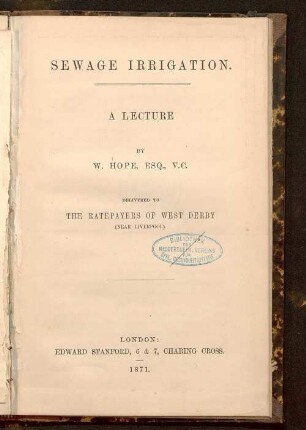 SEWAGE IRRIGATION.
A LECTURE
BY
W. HOPE, ESQ., V.C.
DELIVERED TO
THE RATEPAYERS OF WEST DERBY
(NEAR LIVERPOOL).
LONDON:
EDWARD STANFORD, 6 & 7, CHARING CROSS.
1871.